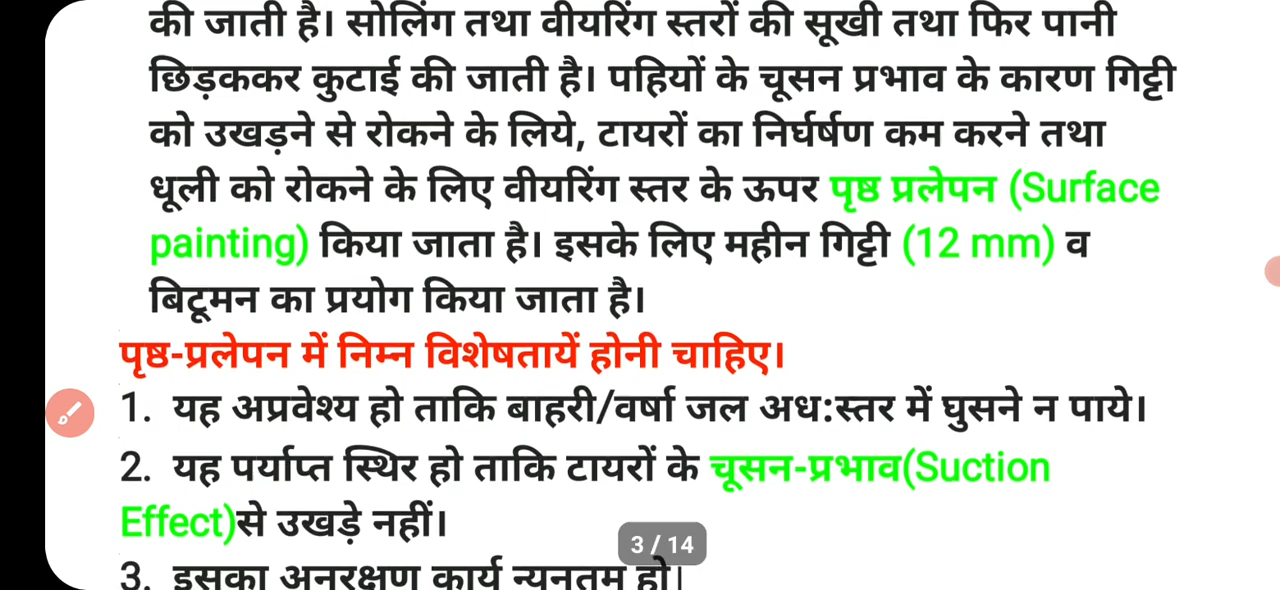 की जाती है। सोलिंग तथा वीयरिंग स्तरों की सूखी तथा फिर पानी
छिड़ककर कुटाई की जाती है। पहियों के चूसन प्रभाव के कारण गिट्टी
को उखड़ने से रोकने के लिये, टायरों का निर्घर्षण कम करने तथा
धूली को रोकने के लिए वीयरिंग स्तर के ऊपर पृष्ठ प्रलेपन (Surface
painting) किया जाता है। इसके लिए महीन गिट्टी (12 mm) व
बिटूमन का प्रयोग किया जाता है।
पृष्ठ-प्रलेपन में निम्न विशेषतायें होनी चाहिए।
1. यह अप्रवेश्य हो ताकि बाहरी/वर्षा जल अध:स्तर में घुसने न पाये।
2. यह पर्याप्त स्थिर हो ताकि टायरों के चूसन-प्रभाव(Suction
Effect)से उखड़े नहीं।
3 / 14
3. इसका अनुरक्षण कार्य न्यूनतम हो।